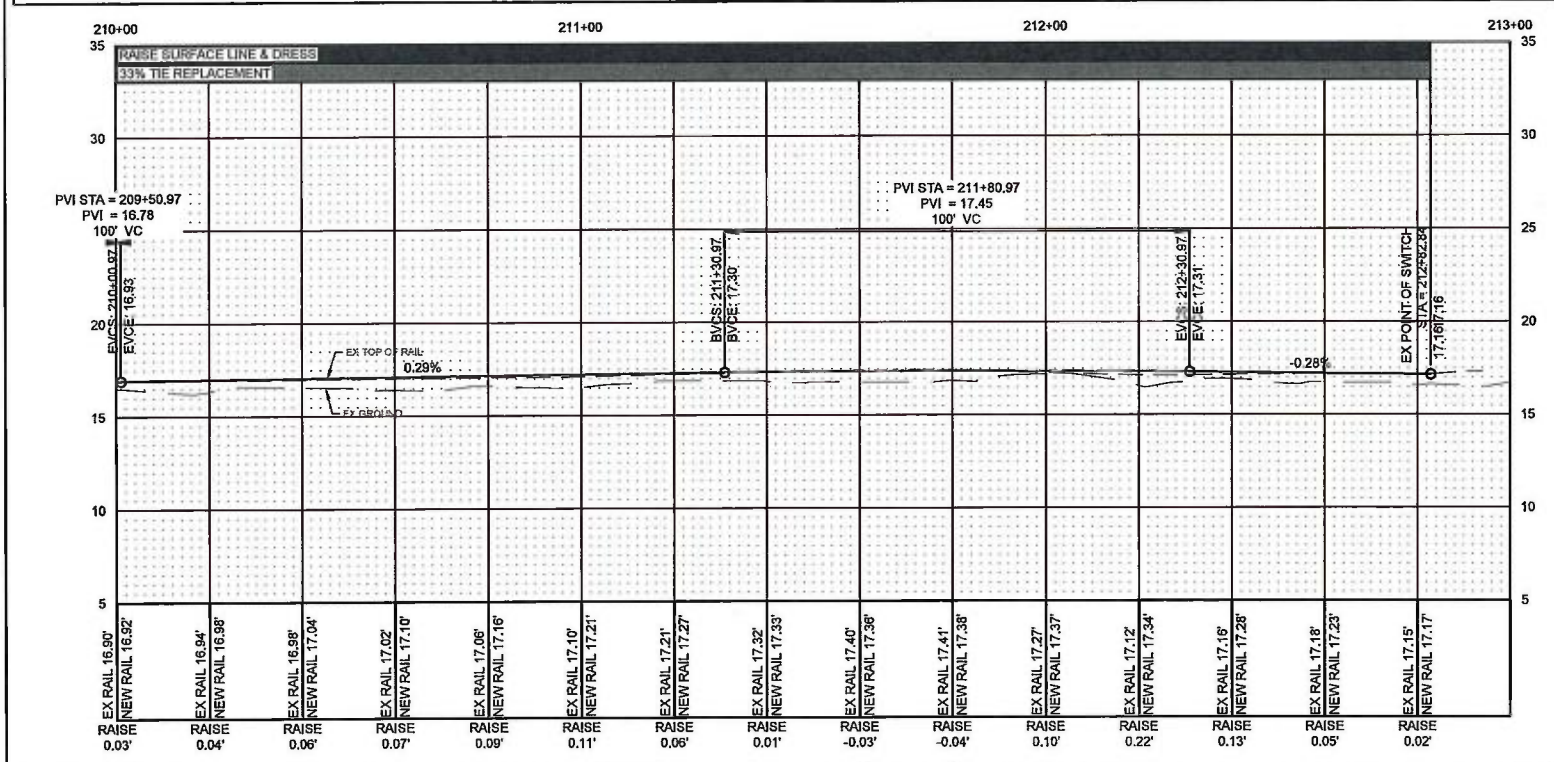 210+00
211+00
212+00
213+00
35
35
RAISE SURFACE LINE & DRESS
33% TIE REPLACEMENT
30
30
PVI STA = 209+50.97
PVI = 16.78
100' VC
PVI STA = 211+80.97
PVI = 17.45
100' VC
25
EVCS: 210+00.97
EVCE: 16.93
BVCS: 211+30.97
BVCE: 17.30
EVCS: 212+30.97
EVCE: 17.31
EX POINT OF SWITCH
STA = 212+82.84
17.16
17.16
20
20
EX TOP OF RAIL
0.29%
-0.28%
EX GROUND
15
15
10
10
5
5
EX RAIL 16.90'
NEW RAIL 16.92'
EX RAIL 16.94'
NEW RAIL 16.98'
EX RAIL 16.98'
NEW RAIL 17.04'
EX RAIL 17.02'
NEW RAIL 17.10'
EX RAIL 17.06'
NEW RAIL 17.16'
EX RAIL 17.10'
NEW RAIL 17.21'
EX RAIL 17.21'
NEW RAIL 17.27'
EX RAIL 17.32'
NEW RAIL 17.33'
EX RAIL 17.40'
NEW RAIL 17.36'
EX RAIL 17.41'
NEW RAIL 17.38'
EX RAIL 17.27'
NEW RAIL 17.37'
EX RAIL 17.12'
NEW RAIL 17.34'
EX RAIL 17.16'
NEW RAIL 17.28'
EX RAIL 17.18'
NEW RAIL 17.23'
EX RAIL 17.15'
NEW RAIL 17.17'
RAISE
0.03'
RAISE
0.04'
RAISE
0.06'
RAISE
0.07'
RAISE
0.09'
RAISE
0.11'
RAISE
0.06'
RAISE
0.01'
RAISE
-0.03'
RAISE
-0.04'
RAISE
0.10'
RAISE
0.22'
RAISE
0.13'
RAISE
0.05'
RAISE
0.02'